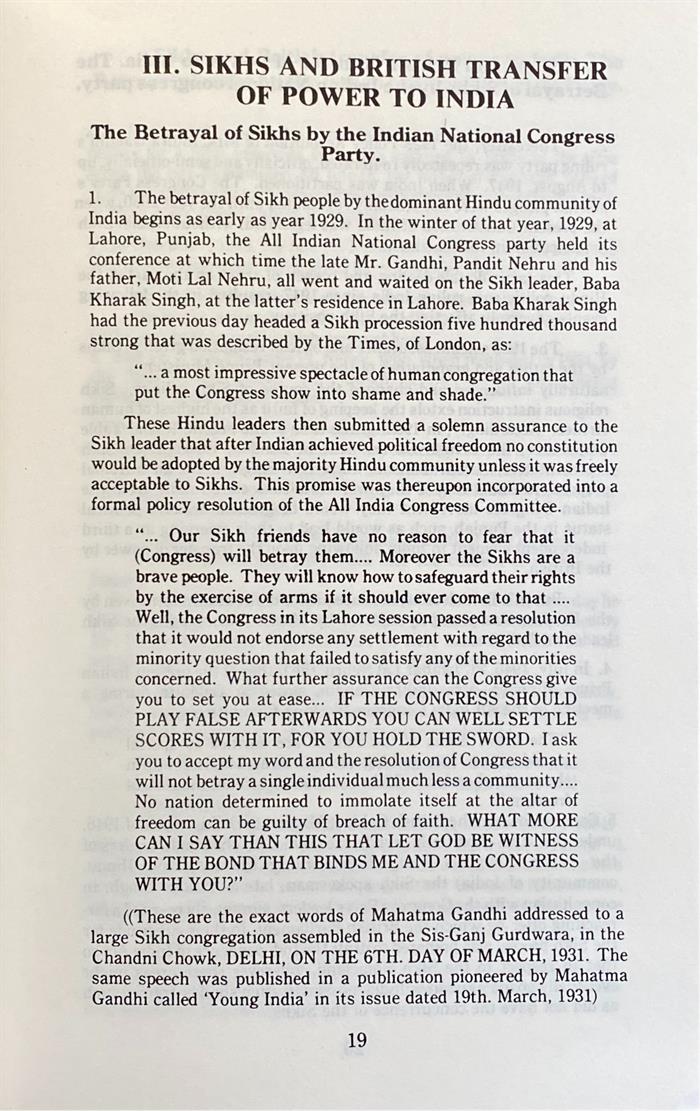 III. SIKHS AND BRITISH TRANSFER
OF POWER TO INDIA
The Betrayal of Sikhs by the Indian National Congress
Party.
1. The betrayal of Sikh people by thedominant Hindu community of
India begins as early as year 1929. In the winter of that year, 1929, at
Lahore, Punjab, the All Indian National Congress party held its
conference at which time the late Mr. Gandhi, Pandit Nehru and his
father, Moti Lal Nehru, all went and waited on the Sikh leader, Baba
Kharak Singh, at the latter's residence in Lahore. Baba Kharak Singh
had the previous day headed a Sikh procession five hundred thousand
strong that was described by the Times, of London, as:
"... a most impressive spectacle of human congregation that
put the Congress show into shame and shade."
These Hindu leaders then submitted a solemn assurance to the
Sikh leader that after Indian achieved political freedom no constitution
would be adopted by the majority Hindu community unless it was freely
acceptable to Sikhs. This promise was thereupon incorporated into a
formal policy resolution of the All India Congress Committee.
"... Our Sikh friends have no reason to fear that it
(Congress) will betray them.... Moreover the Sikhs are a
brave people. They will know how to safeguard their rights
by the exercise of arms if it should ever come to that ....
Well, the Congress in its Lahore session passed a resolution
that it would not endorse any settlement with regard to the
minority question that failed to satisfy any of the minorities
concerned. What further assurance can the Congress give
you to set you at ease... IF THE CONGRESS SHOULD
PLAY FALSE AFTERWARDS YOU CAN WELL SETTLE
SCORES WITH IT, FOR YOU HOLD THE SWORD. I ask
you to accept my word and the resolution of Congress that it
will not betray a single individual much less a community....
No nation determined to immolate itself at the altar of
freedom can be guilty of breach of faith. WHAT MORE
CAN I SAY THAN THIS THAT LET GOD BE WITNESS
OF THE BOND THAT BINDS ME AND THE CONGRESS
WITH YOU?"
((These are the exact words of Mahatma Gandhi addressed to a
large Sikh congregation assembled in the Sis-Ganj Gurdwara, in the
Chandni Chowk, DELHI, ON THE 6TH. DAY OF MARCH, 1931. The
same speech was published in a publication pioneered by Mahatma
Gandhi called 'Young India' in its issue dated 19th. March, 1931)
19